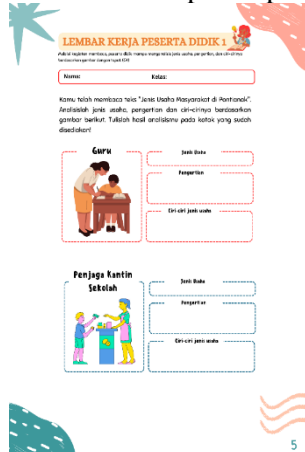 LEMBAR KERJA PESERTA DIDIK 1
Nama:
Kelas:
Kamu telah membaca teks "Jenis Usaha Masyarakat di Pontianak".
Analisislah jenis usaha, pengertian dan ciri-cirinya berdasarkan
gambar berikut. Tulislah hasil analisismu pada kotak yang sudah
disediakan!
Guru
Jenis Usaha
Pengertian
Ciri-ciri jenis usaha
Penjaga Kantin
Sekolah
Jenis Usaha
Pengertian
Ciri-ciri jenis usaha
5